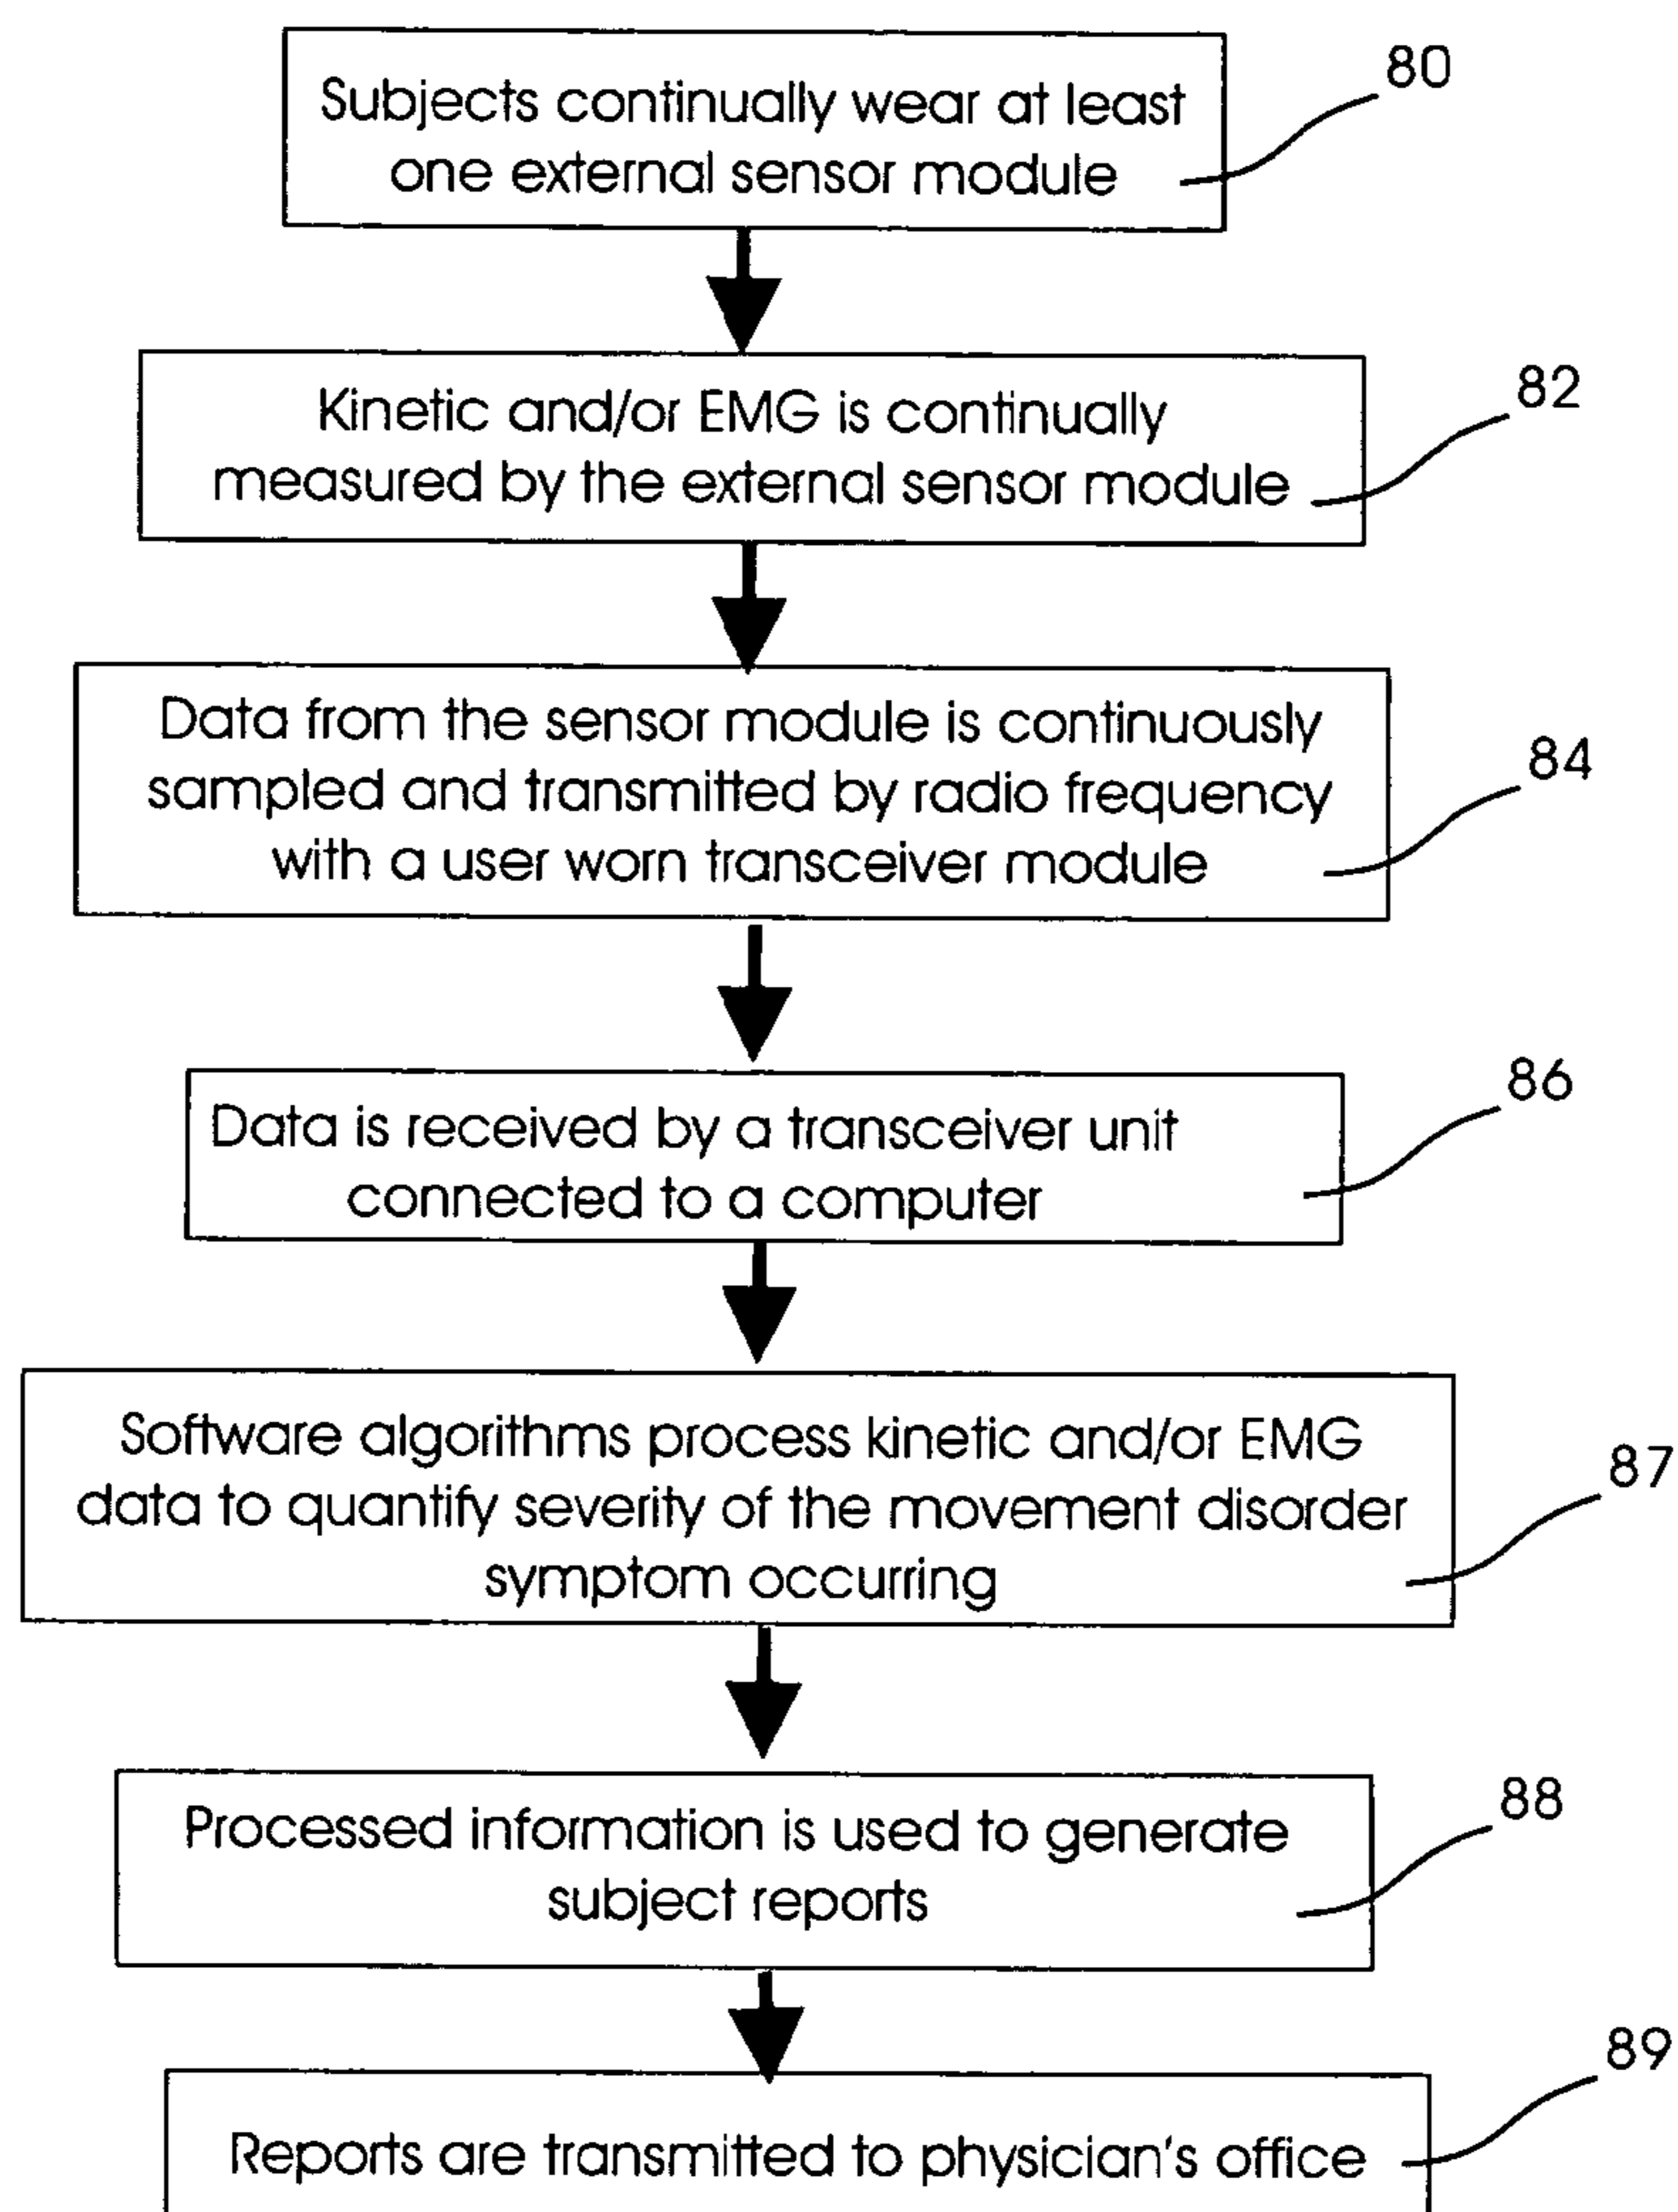 Subjects continually wear at least
one external sensor module
80
Kinetic and/or EMG is continually
measured by the external sensor module
82
Data from the sensor module is continuously
sampled and transmitted by radio frequency
with a user worn transceiver module
84
Data is received by a transceiver unit
connected to a computer
86
Software algorithms process kinetic and/or EMG
data to quantify severity of the movement disorder
symptom occurring
87
Processed information is used to generate
subject reports
88
Reports are transmitted to physician's office
89